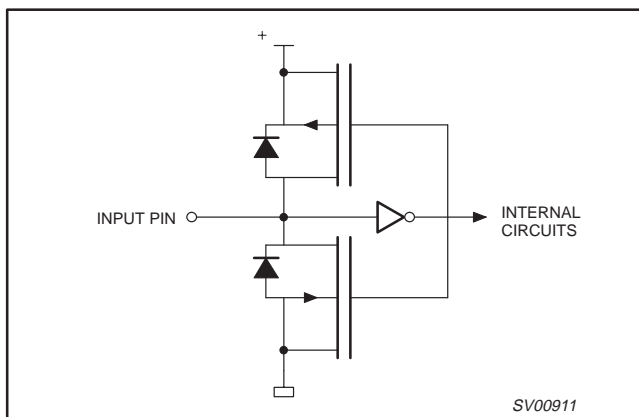 +
INPUT PIN
INTERNAL
CIRCUITS
SV00911